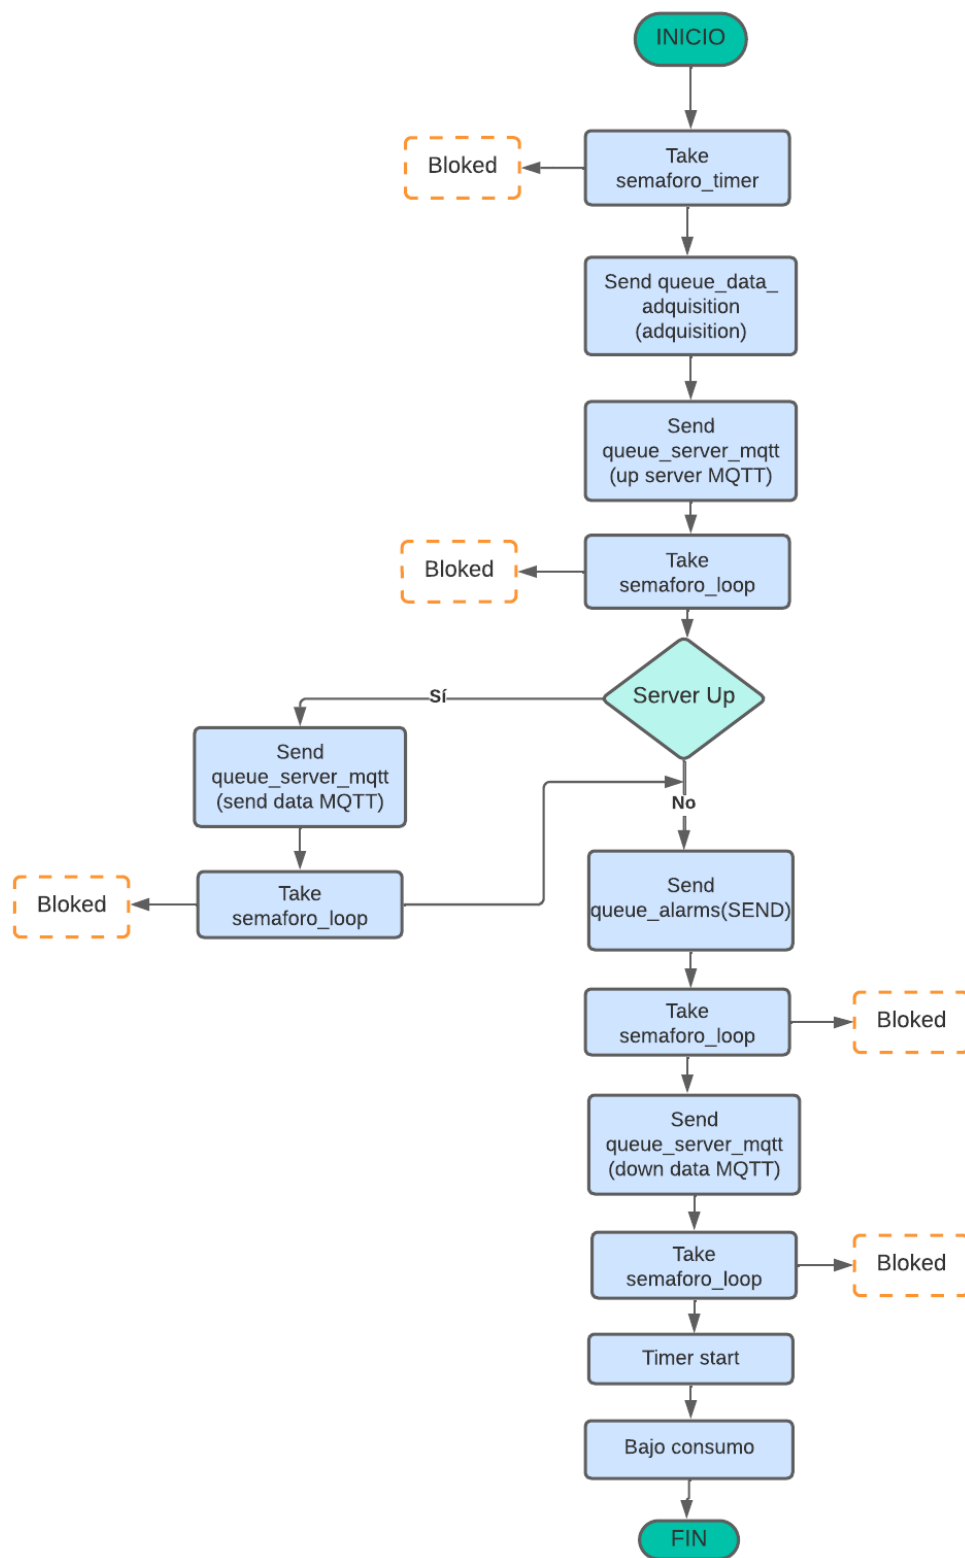 INICIO
Bloked
Take
semaforo_timer
Send queue_data_
adquisition
(adquisition)
Send
queue_server_mqtt
(up server MQTT)
Bloked
Take
semaforo_loop
Server Up
Sí
Send
queue_server_mqtt
(send data MQTT)
No
Bloked
Take
semaforo_loop
Send
queue_alarms(SEND)
Take
semaforo_loop
Bloked
Send
queue_server_mqtt
(down data MQTT)
Take
semaforo_loop
Bloked
Timer start
Bajo consumo
FIN